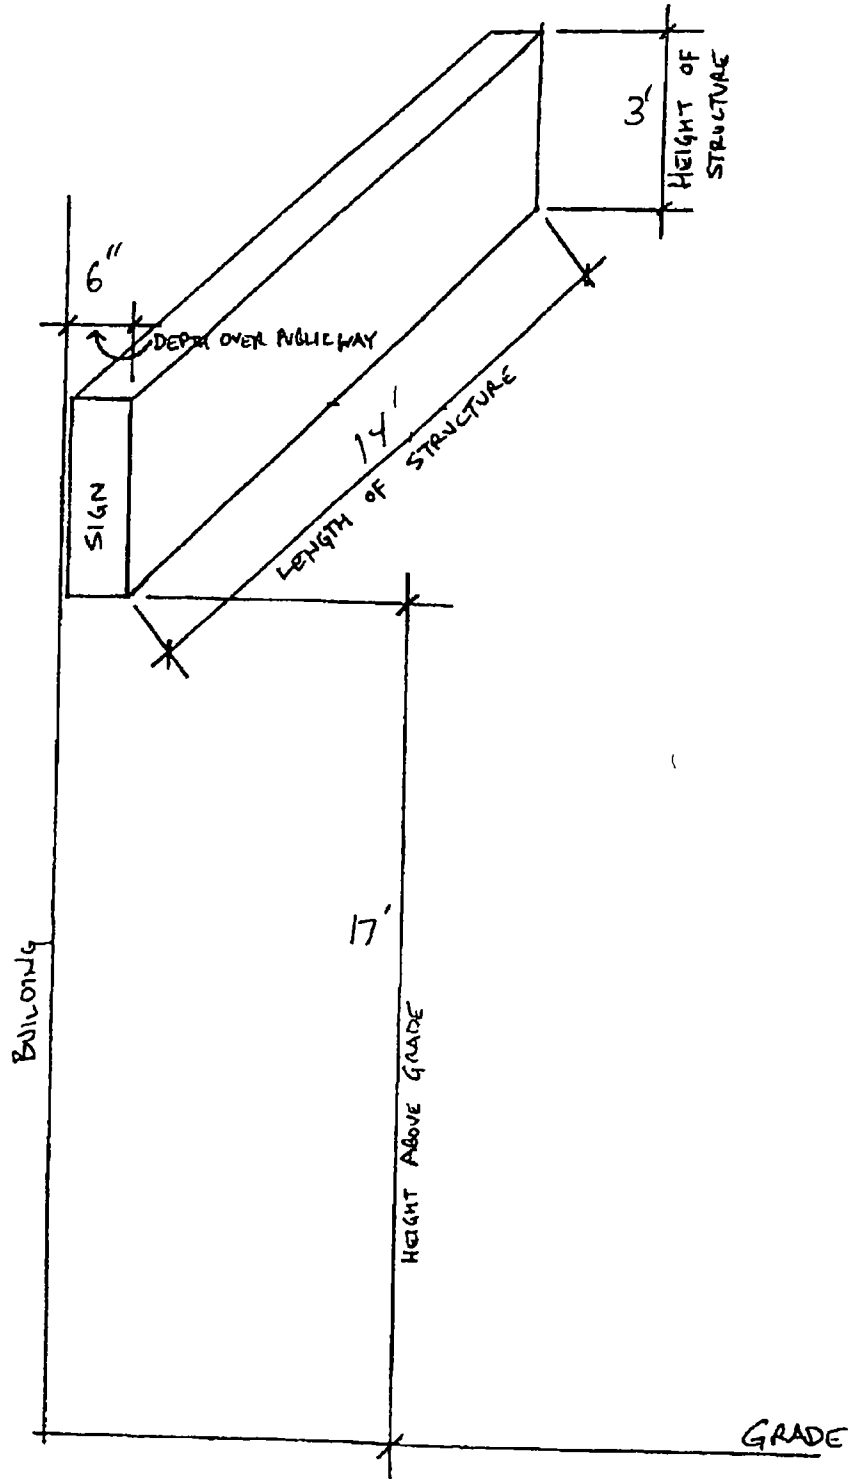 3'
HEIGHT OF
STRUCTURE
6"
DEPTH OVER PUBLIC WAY
14'
LENGTH OF STRUCTURE
SIGN
17'
BUILDING
HEIGHT ABOVE GRADE
GRADE